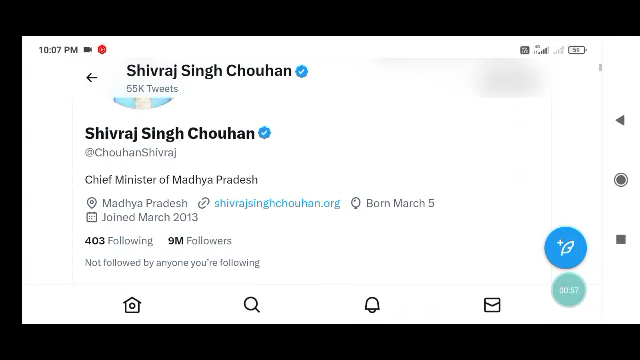 10:07 PM 59
Shivraj Singh Chouhan
55K Tweets
Shivraj Singh Chouhan
@ChouhanShivraj
Chief Minister of Madhya Pradesh
Madhya Pradesh shivrajsinghchouhan.org Born March 5
Joined March 2013
403 Following 9M Followers
Not followed by anyone you're following
00:57